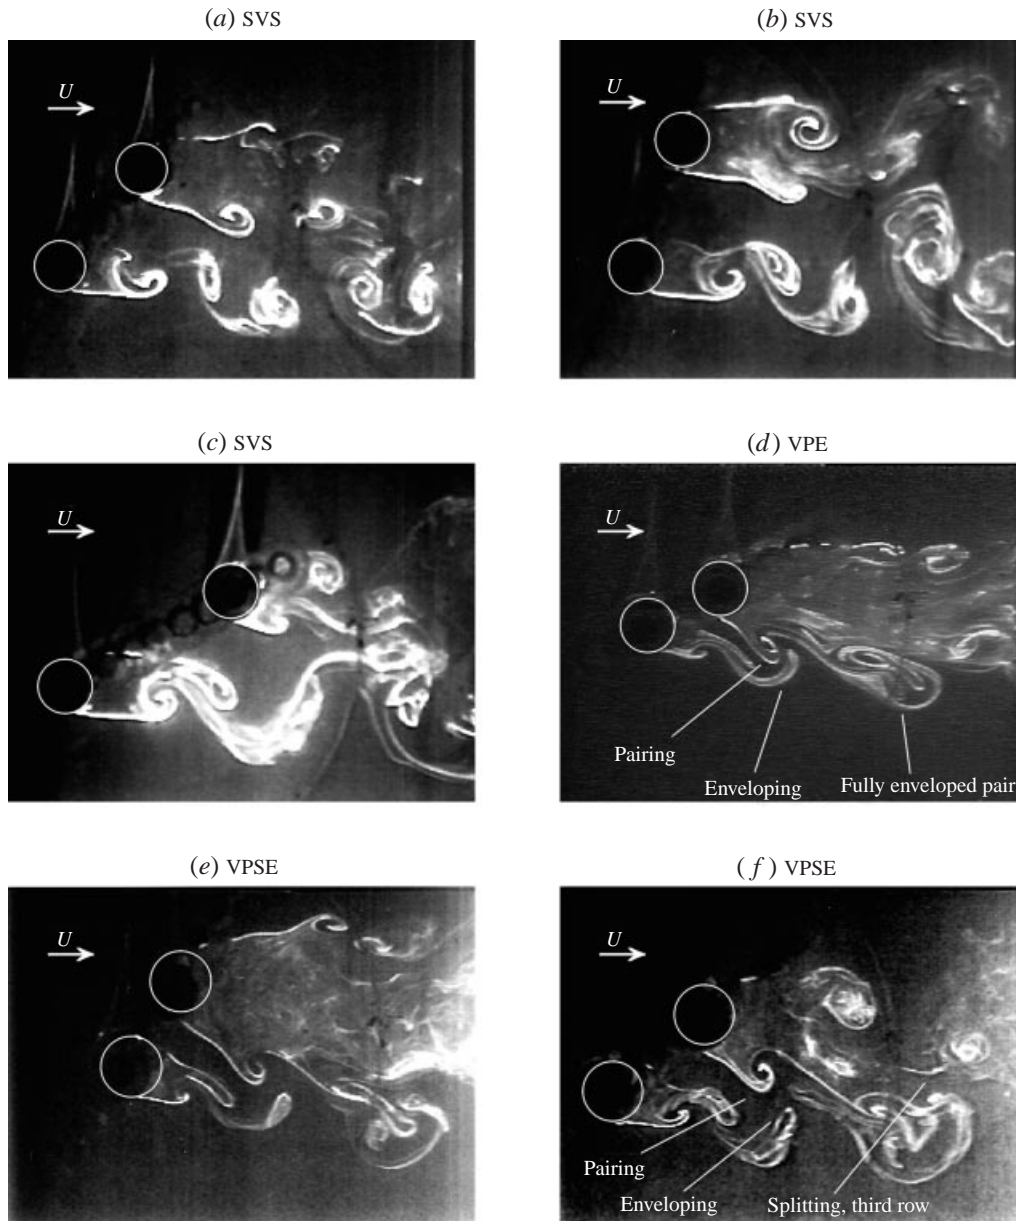 (a) SVS
(b) SVS
U
U
(c) SVS
(d) VPE
U
U
Pairing
Enveloping
Fully enveloped pair
(e) VPSE
(f) VPSE
U
U
Pairing
Enveloping
Splitting, third row